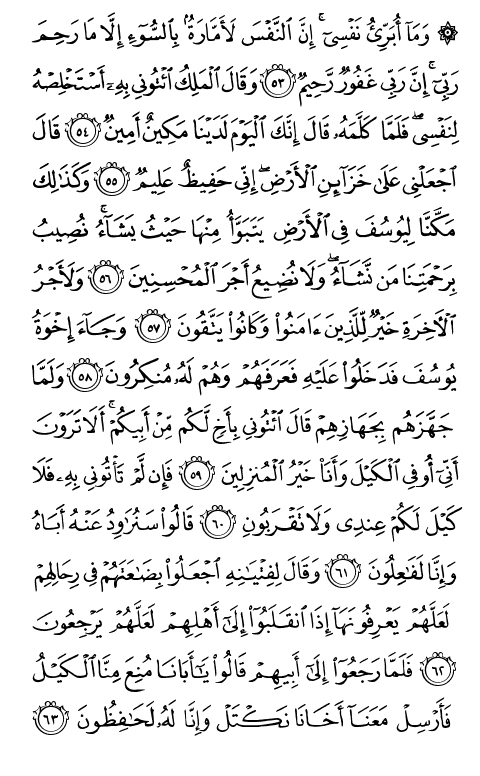 ۞ وَمَآ أُبَرِّئُ نَفْسِىٓ ۚ إِنَّ ٱلنَّفْسَ لَأَمَّارَةٌۢ بِٱلسُّوٓءِ إِلَّا مَا رَحِمَ
رَبِّىٓ ۚ إِنَّ رَبِّى غَفُورٌ رَّحِيمٌ ۝٥٣ وَقَالَ ٱلْمَلِكُ ٱئْتُونِى بِهِۦٓ أَسْتَخْلِصْهُ
لِنَفْسِى ۖ فَلَمَّا كَلَّمَهُۥ قَالَ إِنَّكَ ٱلْيَوْمَ لَدَيْنَا مَكِينٌ أَمِينٌ ۝٥٤ قَالَ
ٱجْعَلْنِى عَلَىٰ خَزَآئِنِ ٱلْأَرْضِ ۖ إِنِّى حَفِيظٌ عَلِيمٌ ۝٥٥ وَكَذَٰلِكَ
مَكَّنَّا لِيُوسُفَ فِى ٱلْأَرْضِ يَتَبَوَّأُ مِنْهَا حَيْثُ يَشَآءُ ۚ نُصِيبُ
بِرَحْمَتِنَا مَن نَّشَآءُ ۖ وَلَا نُضِيعُ أَجْرَ ٱلْمُحْسِنِينَ ۝٥٦ وَلَأَجْرُ
ٱلْءَاخِرَةِ خَيْرٌ لِّلَّذِينَ ءَامَنُوا۟ وَكَانُوا۟ يَتَّقُونَ ۝٥٧ وَجَآءَ إِخْوَةُ
يُوسُفَ فَدَخَلُوا۟ عَلَيْهِ فَعَرَفَهُمْ وَهُمْ لَهُۥ مُنكِرُونَ ۝٥٨ وَلَمَّا
جَهَّزَهُم بِجَهَازِهِمْ قَالَ ٱئْتُونِى بِأَخٍ لَّكُم مِّنْ أَبِيكُمْ ۚ أَلَا تَرَوْنَ
أَنِّىٓ أُوفِى ٱلْكَيْلَ وَأَنَا۠ خَيْرُ ٱلْمُنزِلِينَ ۝٥٩ فَإِن لَّمْ تَأْتُونِى بِهِۦ فَلَا
كَيْلَ لَكُمْ عِندِى وَلَا تَقْرَبُونِ ۝٦٠ قَالُوا۟ سَنُرَٰوِدُ عَنْهُ أَبَاهُ
وَإِنَّا لَفَٰعِلُونَ ۝٦١ وَقَالَ لِفِتْيَٰنِهِ ٱجْعَلُوا۟ بِضَٰعَتَهُمْ فِى رِحَالِهِمْ
لَعَلَّهُمْ يَعْرِفُونَهَآ إِذَا ٱنقَلَبُوٓا۟ إِلَىٰٓ أَهْلِهِمْ لَعَلَّهُمْ يَرْجِعُونَ
۝٦٢ فَلَمَّا رَجَعُوٓا۟ إِلَىٰٓ أَبِيهِمْ قَالُوا۟ يَٰٓأَبَانَا مُنِعَ مِنَّا ٱلْكَيْلُ
فَأَرْسِلْ مَعَنَآ أَخَانَا نَكْتَلْ وَإِنَّا لَهُۥ لَحَٰفِظُونَ ۝٦٣